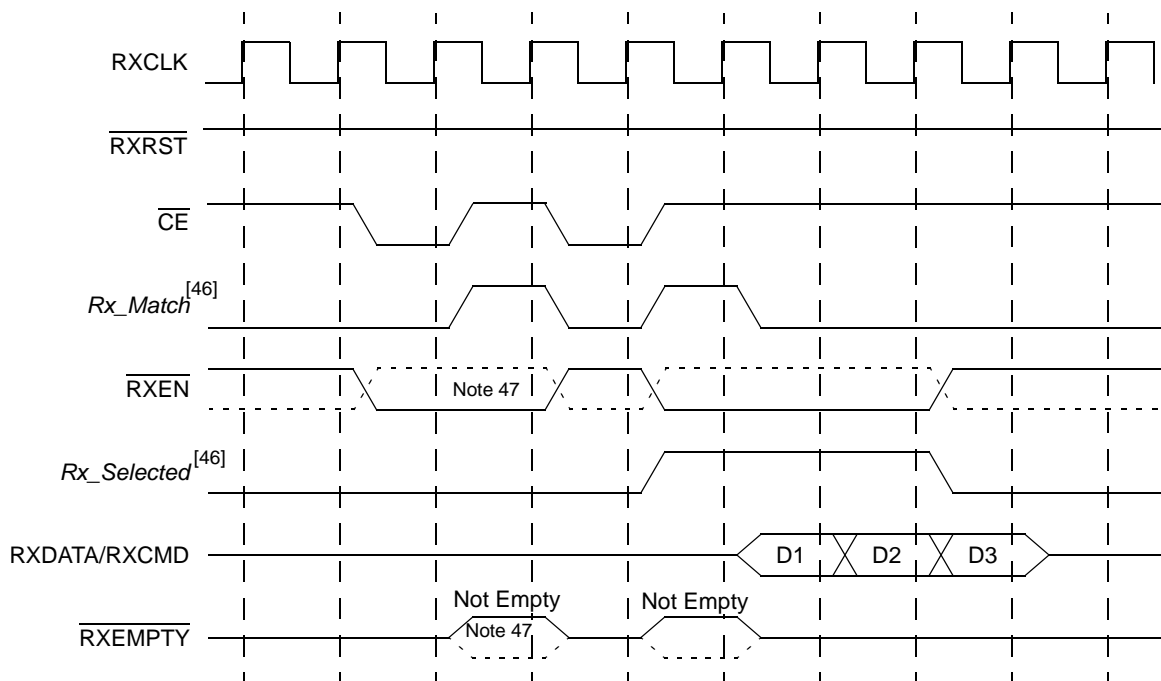 RXCLK
RXRST
CE
Rx_Match[46]
RXEN
Note 47
Rx_Selected[46]
RXDATA/RXCMD
D1 D2 D3
Not Empty Not Empty
RXEMPTY
Note 47